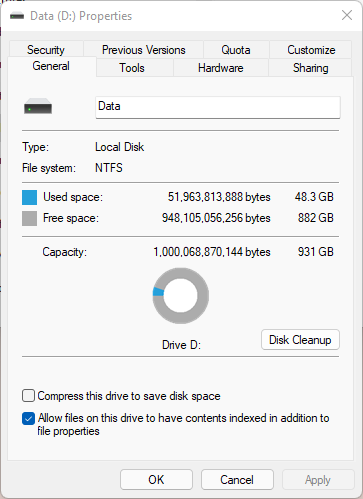 Data (D:) Properties
Security Previous Versions Quota Customize
General Tools Hardware Sharing
Data
Type: Local Disk
File system: NTFS
Used space: 51,963,813,888 bytes 48.3 GB
Free space: 948,105,056,256 bytes 882 GB
Capacity: 1,000,068,870,144 bytes 931 GB
Drive D: Disk Cleanup
Compress this drive to save disk space
Allow files on this drive to have contents indexed in addition to
file properties
OK Cancel Apply